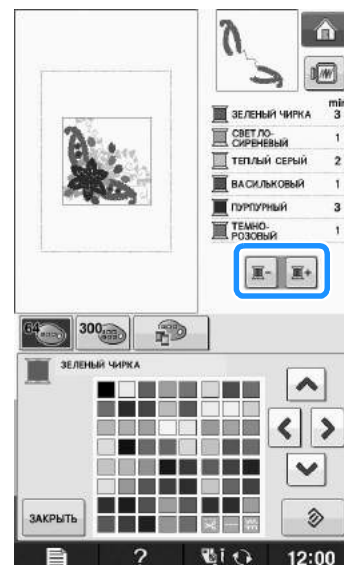 min
ЗЕЛЕНЫЙ ЧИРКА 3
СВЕТЛО-
СИРЕНЕВЫЙ 1
ТЕПЛЫЙ СЕРЫЙ 2
ВАСИЛЬКОВЫЙ 1
ПУРПУРНЫЙ 3
ТЕМНО-
РОЗОВЫЙ 1
- +
64 300
ЗЕЛЕНЫЙ ЧИРКА
ЗАКРЫТЬ
? i 12:00